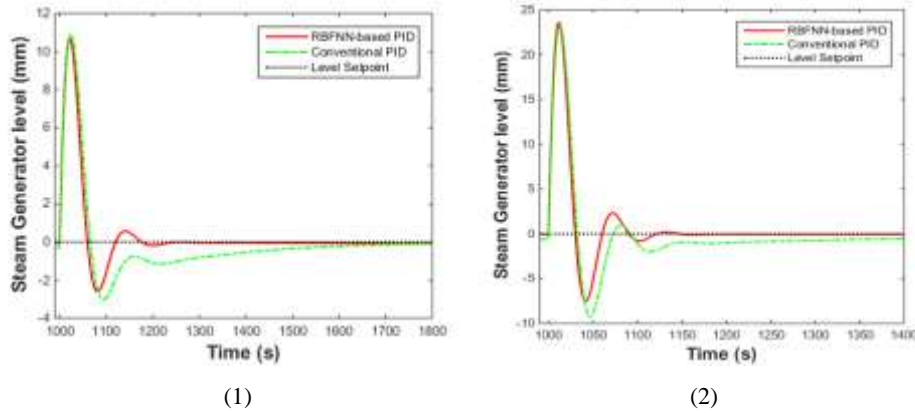 12
10
8
6
4
2
0
-2
-4
Steam Generator level (mm)
RBFNN-based PID
Conventional PID
Level Setpoint
1000 1100 1200 1300 1400 1500 1600 1700 1800
Time (s)
(1)
25
20
15
10
5
0
-5
-10
Steam Generator level (mm)
RBFNN-based PID
Conventional PID
Level Setpoint
1000 1050 1100 1150 1200 1250 1300 1350 1400
Time (s)
(2)